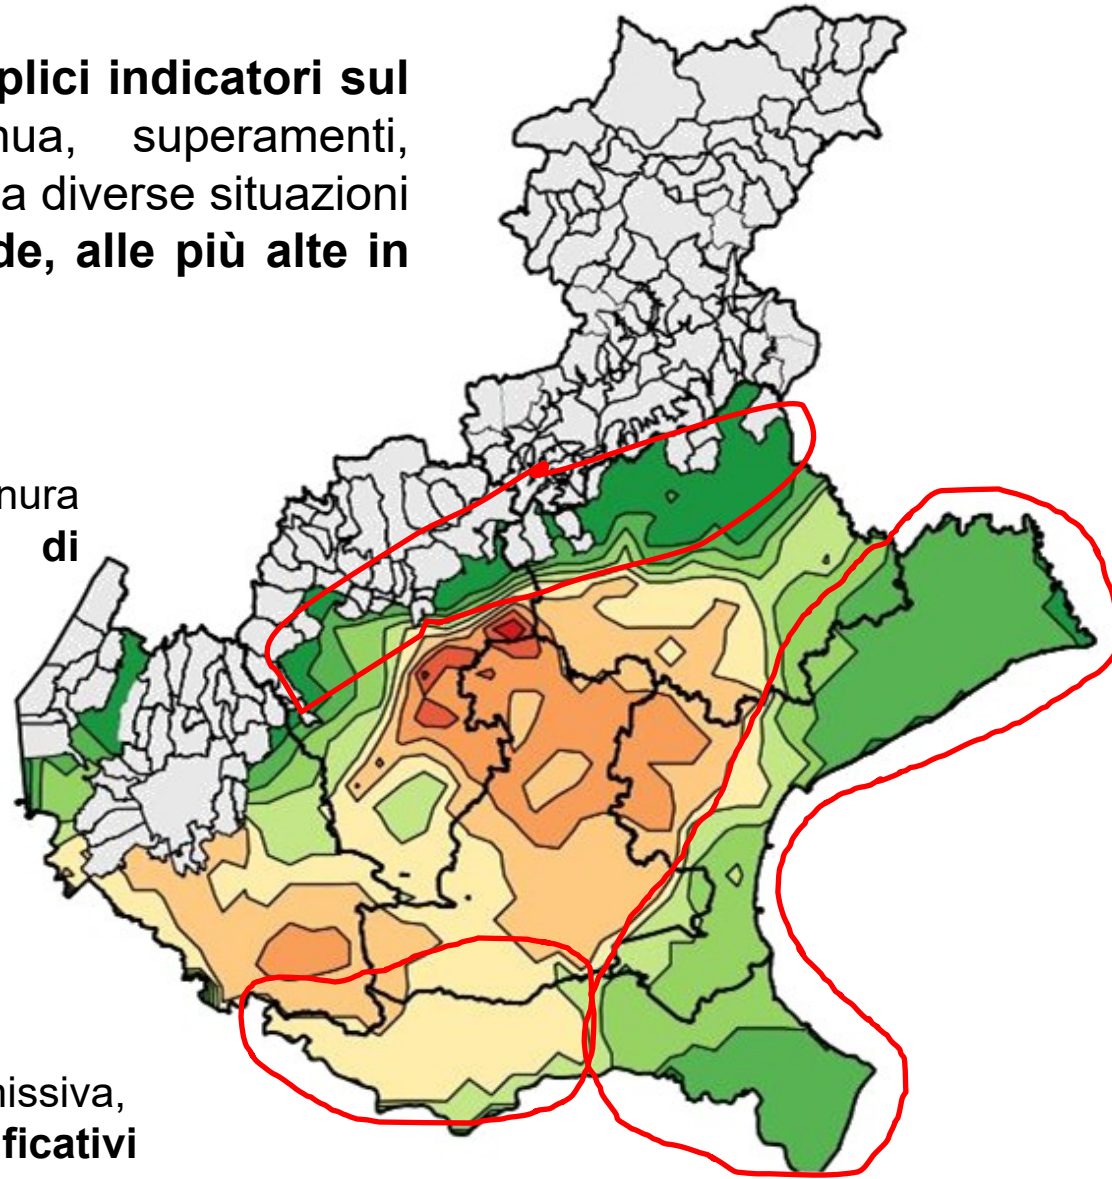 plici indicatori sul
nua, superamenti,
a diverse situazioni
de, alle più alte in
nura
di
nissiva,
ficativi